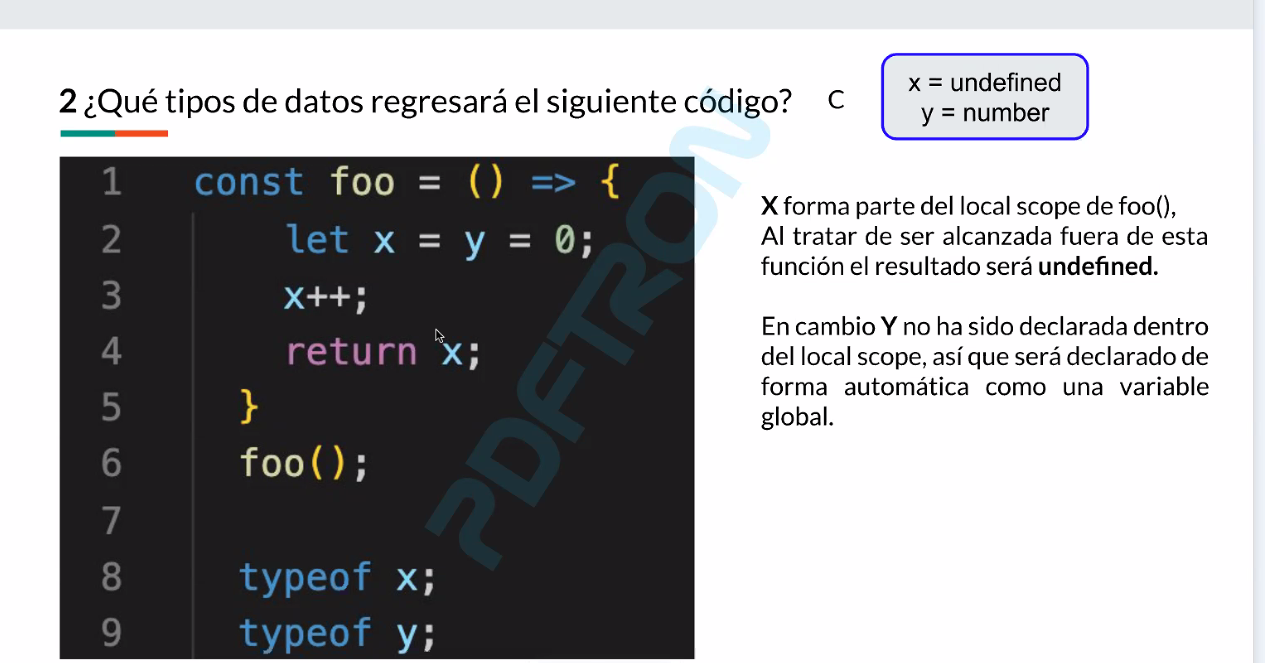 2 ¿Qué tipos de datos regresará el siguiente código? C
x = undefined
y = number
1 const foo = () => {
2 let x = y = 0;
3 x++;
4 return x;
5 }
6 foo();
7
8 typeof x;
9 typeof y;
X forma parte del local scope de foo(),
Al tratar de ser alcanzada fuera de esta
función el resultado será undefined.
En cambio Y no ha sido declarada dentro
del local scope, así que será declarado de
forma automática como una variable
global.
PDFTRON